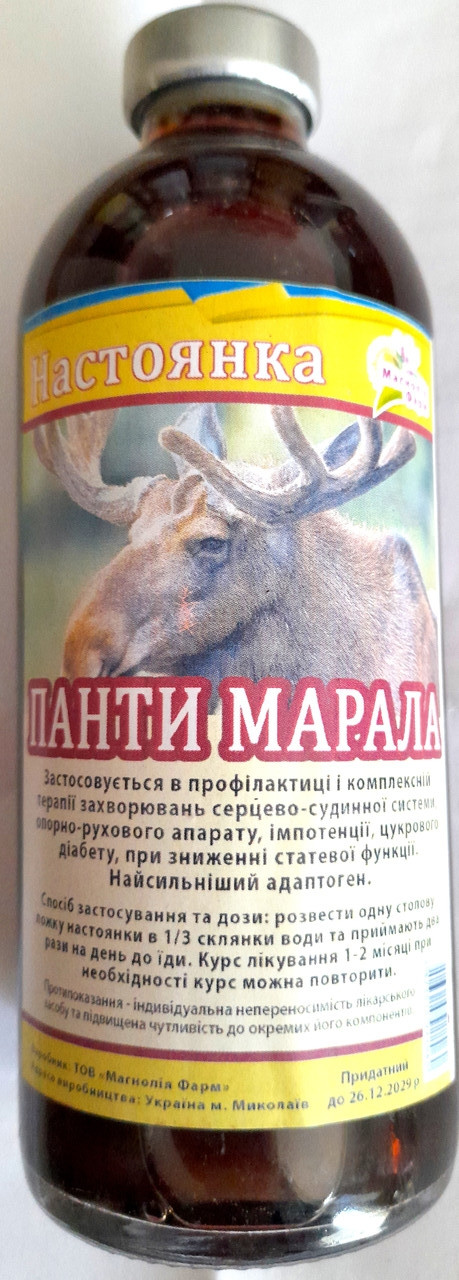 Настоянка
Магнолія
Фарм
ПАНТИ МАРАЛА
Застосовується в профілактиці і комплексній
терапії захворювань серцево-судинної системи,
опорно-рухового апарату, імпотенції, цукрового
діабету, при зниженні статевої функції.
Найсильніший адаптоген.
Спосіб застосування та дози: розвести одну столову
ложку настоянки в 1/3 склянки води та приймають два
рази на день до їди. Курс лікування 1-2 місяці при
необхідності курс можна повторити.
Протипоказання - індивідуальна непереносимість лікарського
засобу та підвищена чутливість до окремих його компонентів.
Виробник: ТОВ «Магнолія Фарм»
Адреса виробництва: Україна м. Миколаїв
Придатний
до 26.12.2029 р